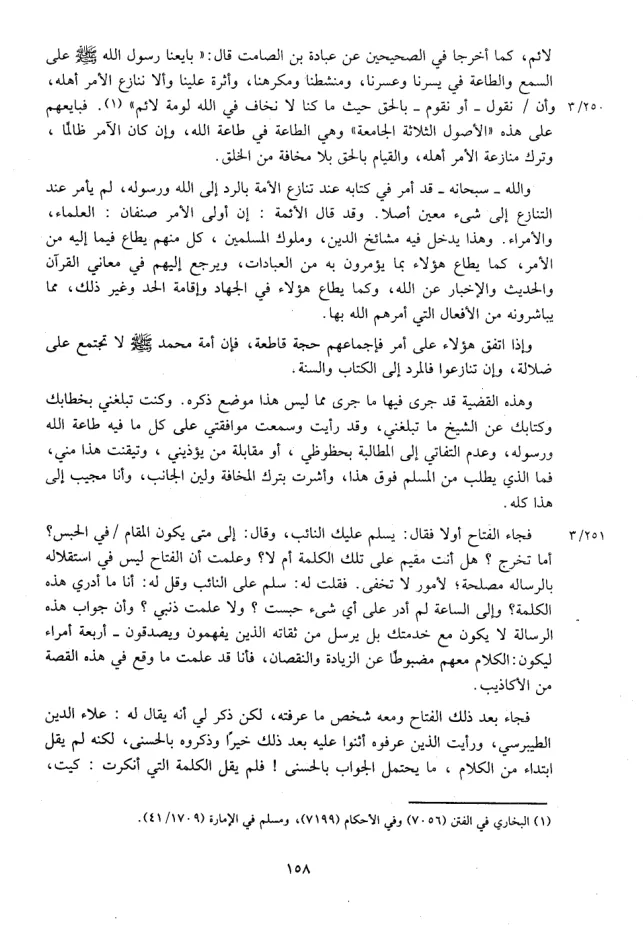 لائم، كما أخرجا في الصحيحين عن عبادة بن الصامت قال: «بايعنا رسول الله ﷺ على
السمع والطاعة في يسرنا وعسرنا، ومنشطنا ومكرهنا، وأثرة علينا وألا ننازع الأمر أهله،
٣/٢٥٠ وأن / نقول ـ أو نقوم ـ بالحق حيث ما كنا لا نخاف في الله لومة لائم» (١). فبايعهم
على هذه «الأصول الثلاثة الجامعة» وهي الطاعة في طاعة الله، وإن كان الآمر ظالمًا ،
وترك منازعة الأمر أهله، والقيام بالحق بلا مخافة من الخلق.
والله ـ سبحانه ـ قد أمر في كتابه عند تنازع الأمة بالرد إلى الله ورسوله، لم يأمر عند
التنازع إلى شىء معين أصلا. وقد قال الأئمة : إن أولى الأمر صنفان : العلماء،
والأمراء. وهذا يدخل فيه مشائخ الدين، وملوك المسلمين ، كل منهم يطاع فيما إليه من
الأمر، كما يطاع هؤلاء بما يؤمرون به من العبادات، ويرجع إليهم في معاني القرآن
والحديث والإخبار عن الله، وكما يطاع هؤلاء في الجهاد وإقامة الحد وغير ذلك، مما
يباشرونه من الأفعال التي أمرهم الله بها.
وإذا اتفق هؤلاء على أمر فإجماعهم حجة قاطعة، فإن أمة محمد ﷺ لا تجتمع على
ضلالة، وإن تنازعوا فالمرد إلى الكتاب والسنة.
وهذه القضية قد جرى فيها ما جرى مما ليس هذا موضع ذكره. وكنت تبلغني بخطابك
وكتابك عن الشيخ ما تبلغني، وقد رأيت وسمعت موافقتي على كل ما فيه طاعة الله
ورسوله، وعدم التفاتي إلى المطالبة بحظوظي ، أو مقابلة من يؤذيني ، وتيقنت هذا مني،
فما الذي يطلب من المسلم فوق هذا، وأشرت بترك المخافة ولين الجانب، وأنا مجيب إلى
هذا كله.
٣/٢٥١ فجاء الفتاح أولا فقال: يسلم عليك النائب، وقال: إلى متى يكون المقام / في الحبس؟
أما تخرج ؟ هل أنت مقيم على تلك الكلمة أم لا؟ وعلمت أن الفتاح ليس في استقلاله
بالرساله مصلحة؛ لأمور لا تخفى. فقلت له: سلم على النائب وقل له: أنا ما أدري هذه
الكلمة؟ وإلى الساعة لم أدر على أي شىء حبست ؟ ولا علمت ذنبي ؟ وأن جواب هذه
الرسالة لا يكون مع خدمتك بل يرسل من ثقاته الذين يفهمون ويصدقون ـ أربعة أمراء
ليكون: الكلام معهم مضبوطًا عن الزيادة والنقصان، فأنا قد علمت ما وقع في هذه القصة
من الأكاذيب.
فجاء بعد ذلك الفتاح ومعه شخص ما عرفته، لكن ذكر لي أنه يقال له : علاء الدين
الطيبرسي، ورأيت الذين عرفوه أثنوا عليه بعد ذلك خيرًا وذكروه بالحسنى، لكنه لم يقل
ابتداء من الكلام ، ما يحتمل الجواب بالحسنى ! فلم يقل الكلمة التي أنكرت : كيت،
(١) البخاري في الفتن (٧٠٥٦) وفي الأحكام (٧١٩٩)، ومسلم في الإمارة (٤١/١٧٠٩).
١٥٨